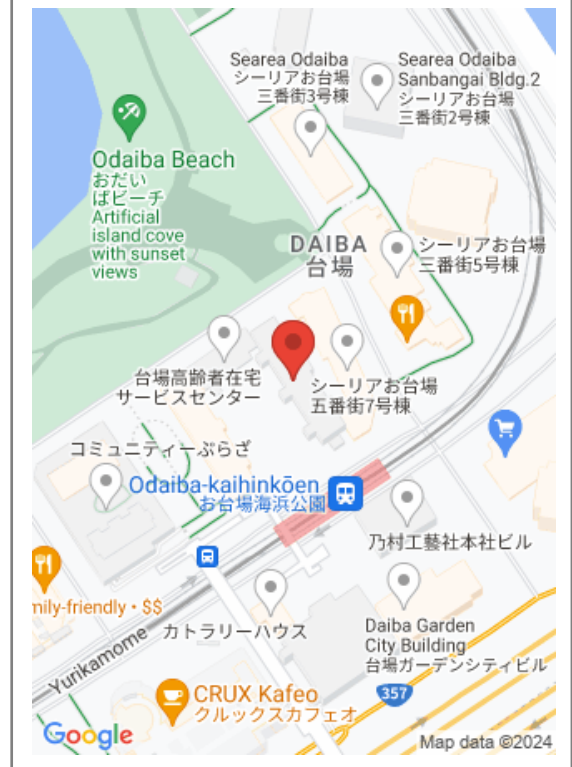 Searea Odaiba
シーリアお台場
三番街3号棟
Searea Odaiba
Sanbangai Bldg.2
シーリアお台場
三番街2号棟
Odaiba Beach
おだい
ばビーチ
Artificial
island cove
with sunset
views
DAIBA
台場
シーリアお台場
三番街5号棟
台場高齢者在宅
サービスセンター
シーリアお台場
五番街7号棟
コミュニティーぷらざ
Odaiba-kaihinkōen
お台場海浜公園
乃村工藝社本社ビル
mily-friendly • $$
カトラリーハウス
Daiba Garden
City Building
台場ガーデンシティビル
Yurikamome
CRUX Kafeo
クルックスカフェオ
357
Google
Map data ©2024